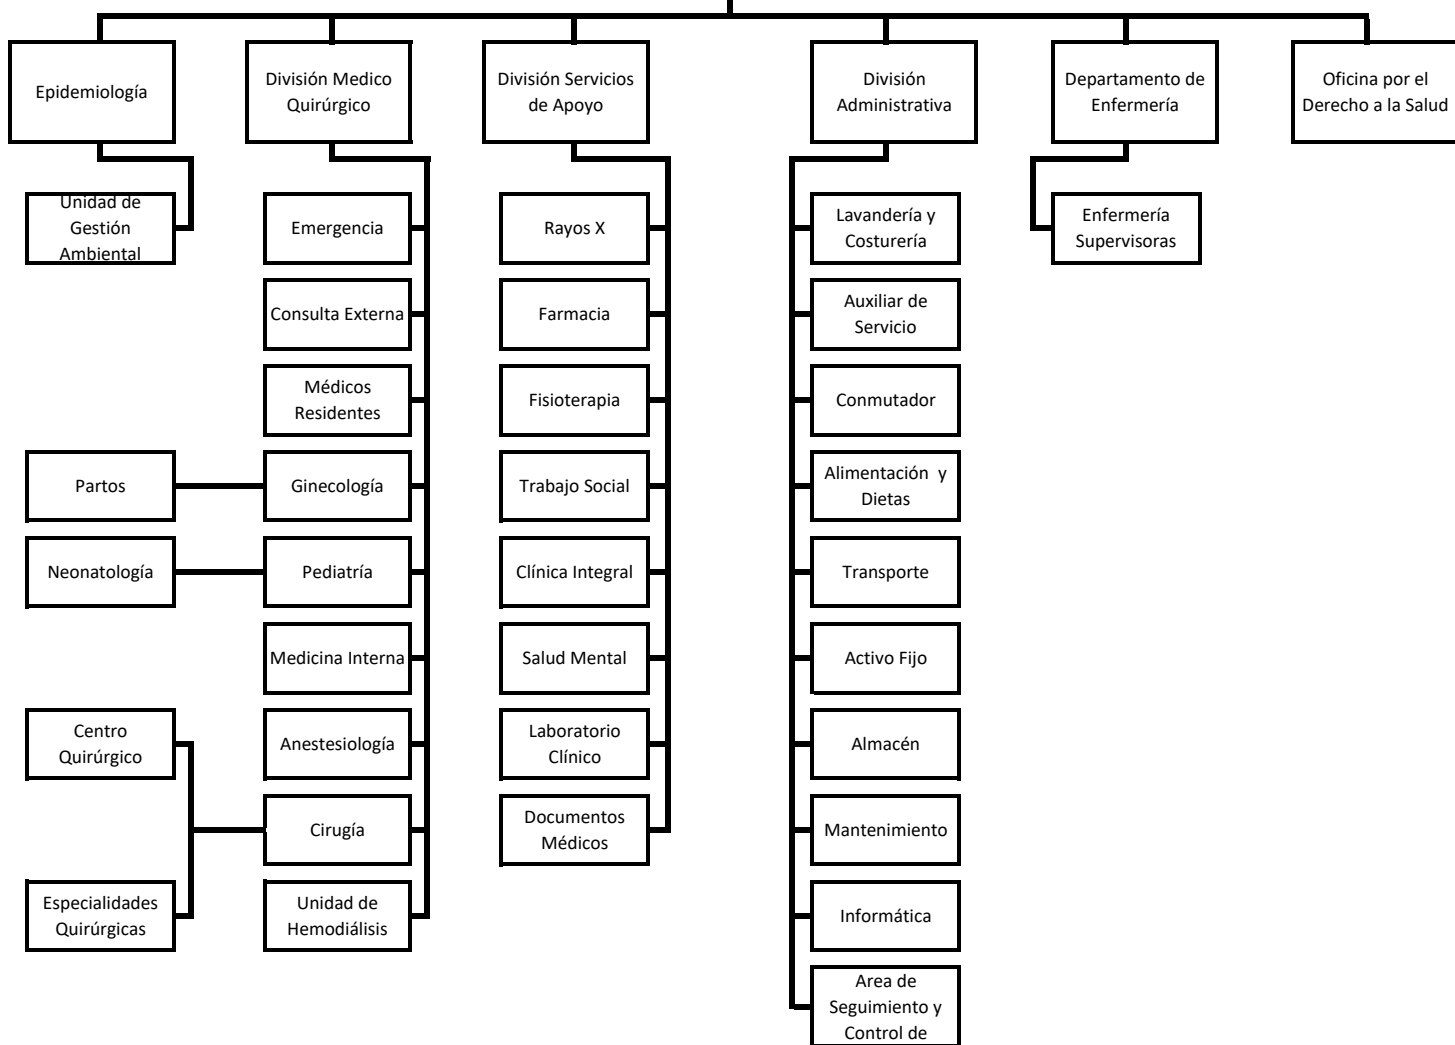 Epidemiología
División Medico
Quirúrgico
División Servicios
de Apoyo
División
Administrativa
Departamento de
Enfermería
Oficina por el
Derecho a la Salud
Unidad de
Gestión
Ambiental
Emergencia
Rayos X
Lavandería y
Costurería
Enfermería
Supervisoras
Consulta Externa
Farmacia
Auxiliar de
Servicio
Médicos
Residentes
Fisioterapia
Conmutador
Partos
Ginecología
Trabajo Social
Alimentación y
Dietas
Neonatología
Pediatría
Clínica Integral
Transporte
Medicina Interna
Salud Mental
Activo Fijo
Centro
Quirúrgico
Anestesiología
Laboratorio
Clínico
Almacén
Cirugía
Documentos
Médicos
Mantenimiento
Especialidades
Quirúrgicas
Unidad de
Hemodiálisis
Informática
Area de
Seguimiento y
Control de